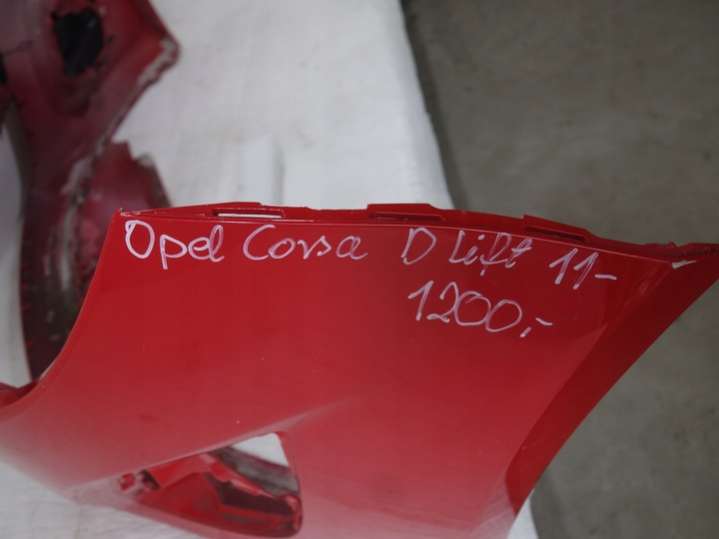 Opel Corsa D Lift 11-
1200,-